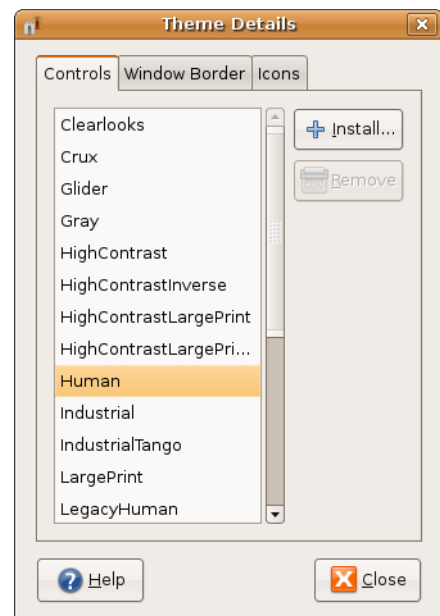 Theme Details
Controls
Window Border
Icons
Clearlooks
Crux
Glider
Gray
HighContrast
HighContrastInverse
HighContrastLargePrint
HighContrastLargePri...
Human
Industrial
IndustrialTango
LargePrint
LegacyHuman
Install...
Remove
Help
Close